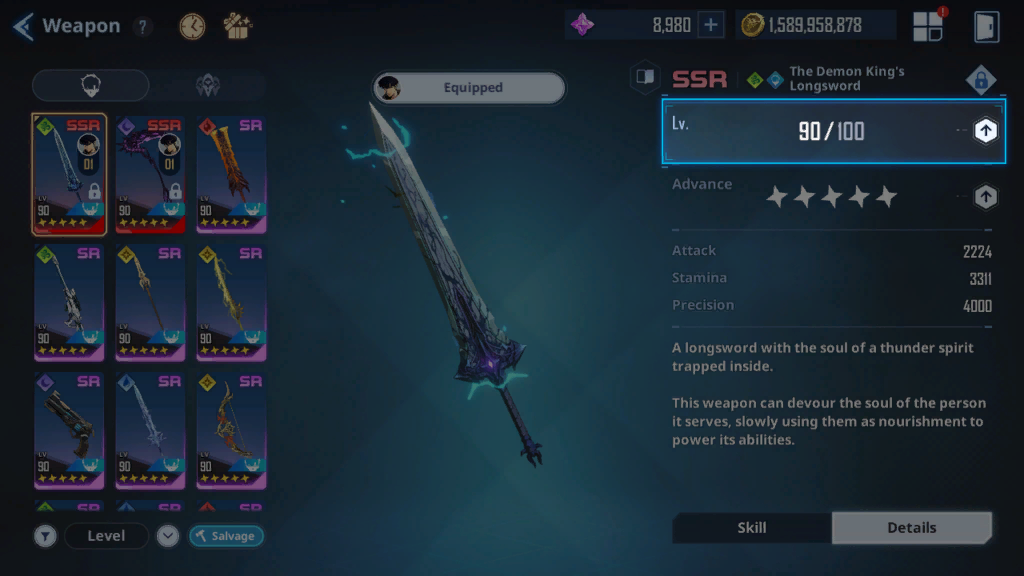 Weapon ?
8,980 +
1,589,958,878
!
Equipped
SSR
The Demon King's
Longsword
Lv.
90 / 100
Advance
Attack 2224
Stamina 3311
Precision 4000
A longsword with the soul of a thunder spirit
trapped inside.
This weapon can devour the soul of the person
it serves, slowly using them as nourishment to
power its abilities.
Skill
Details
SSR
01
LV
90
SSR
01
LV
90
SR
LV
90
SR
LV
90
SR
LV
90
SR
LV
90
SR
LV
90
SR
LV
90
SR
LV
90
SR
SR
SR
Level
Salvage